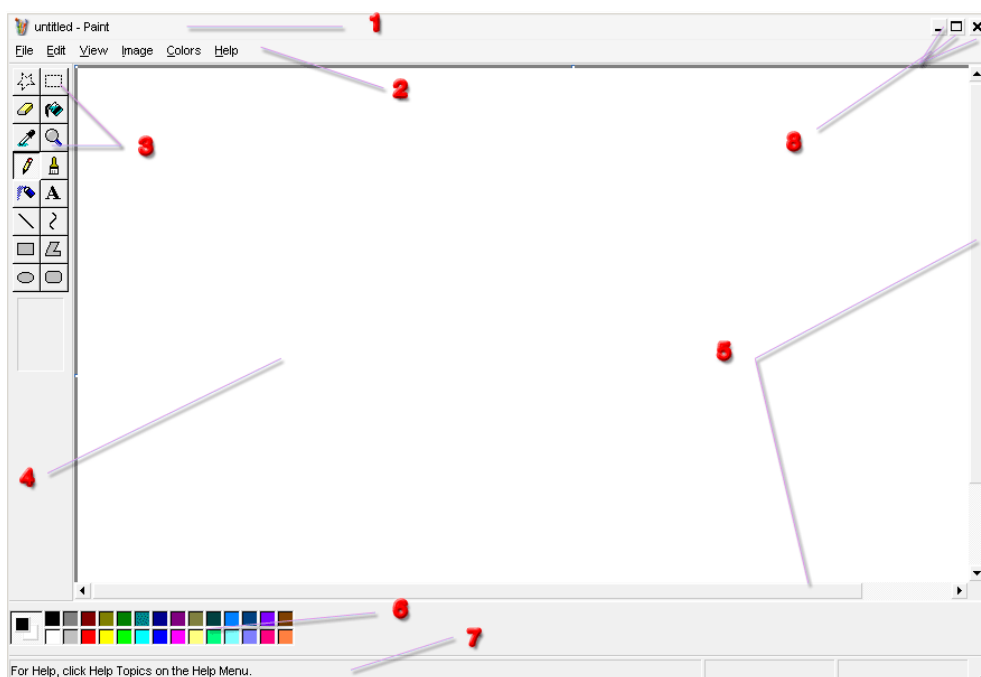 untitled - Paint
1
File Edit View Image Colors Help
2
8
3
A
5
4
6
7
For Help, click Help Topics on the Help Menu.